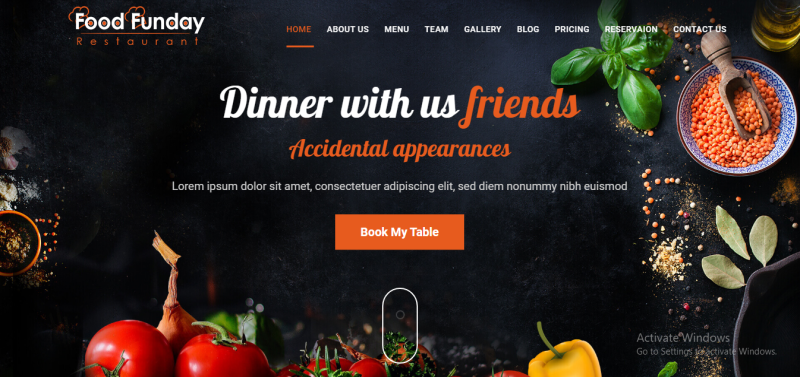 Food Funday
Restaurant
HOME ABOUT US MENU TEAM GALLERY BLOG PRICING RESERVAION CONTACT US
Dinner with us friends
Accidental appearances
Lorem ipsum dolor sit amet, consectetuer adipiscing elit, sed diem nonummy nibh euismod
Book My Table
Activate Windows
Go to Settings to activate Windows.